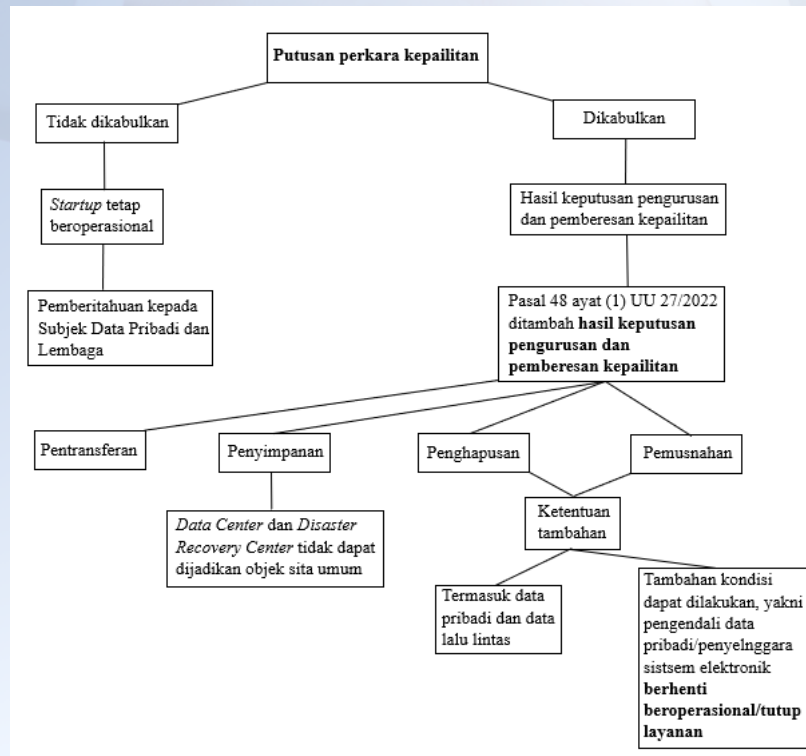 Putusan perkara kepailitan
Tidak dikabulkan
Dikabulkan
Startup tetap
beroperasional
Hasil keputusan pengurusan
dan pemberesan kepailitan
Pemberitahuan kepada
Subjek Data Pribadi dan
Lembaga
Pasal 48 ayat (1) UU 27/2022
ditambah hasil keputusan
pengurusan dan
pemberesan kepailitan
Pentransferan
Penyimpanan
Penghapusan
Pemusnahan
Data Center dan Disaster
Recovery Center tidak dapat
dijadikan objek sita umum
Ketentuan
tambahan
Termasuk data
pribadi dan data
lalu lintas
Tambahan kondisi
dapat dilakukan, yakni
pengendali data
pribadi/penyelnggara
sistsem elektronik
berhenti
beroperasional/tutup
layanan